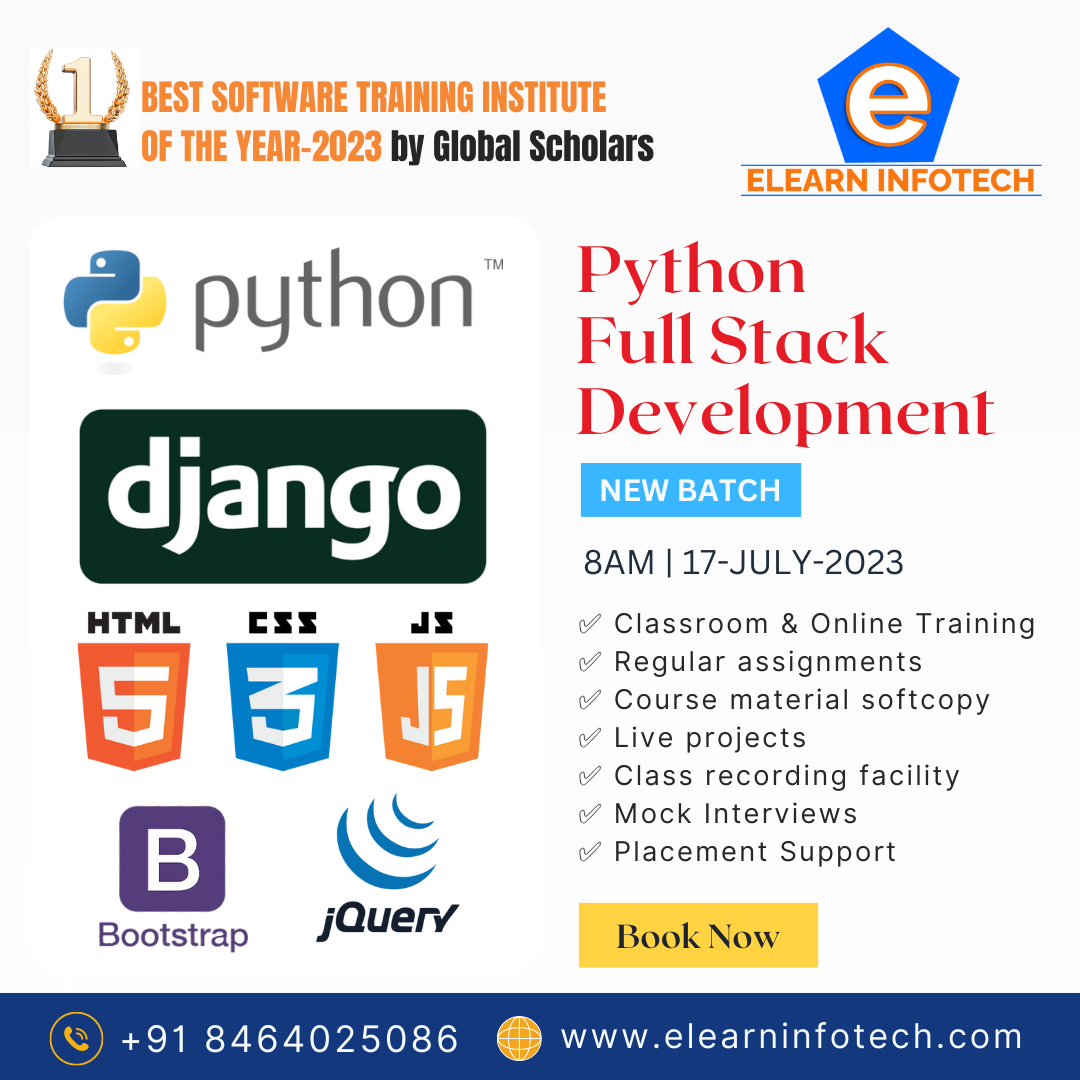 1
BEST SOFTWARE TRAINING INSTITUTE
OF THE YEAR-2023 by Global Scholars
e
ELEARN INFOTECH
python™
django
HTML CSS JS
5 3 JS
B
Bootstrap
jQuery
Python
Full Stack
Development
NEW BATCH
8AM | 17-JULY-2023
✅ Classroom & Online Training
✅ Regular assignments
✅ Course material softcopy
✅ Live projects
✅ Class recording facility
✅ Mock Interviews
✅ Placement Support
Book Now
+91 8464025086
www.elearninfotech.com